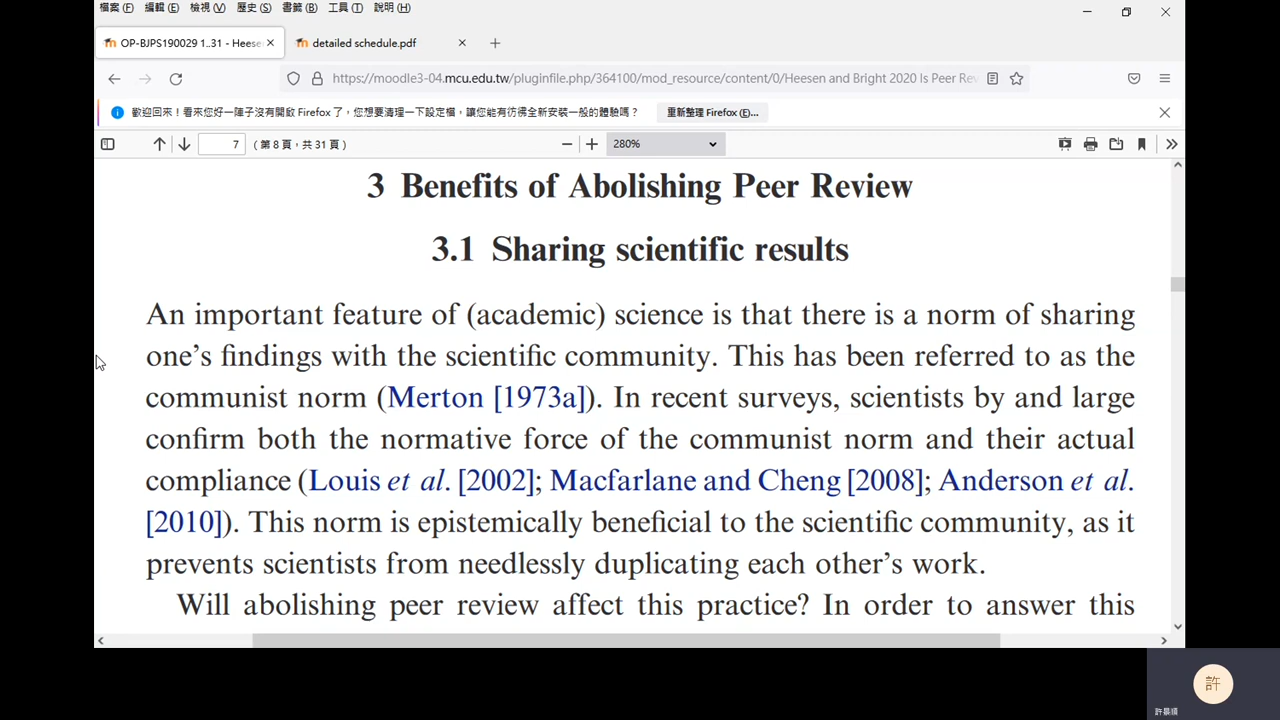 檔案 (F) 編輯 (E) 檢視 (V) 歷史 (S) 書籤 (B) 工具 (T) 說明 (H)
OP-BJPS190029 1..31 - Heese
detailed schedule.pdf
https://moodle3-04.mcu.edu.tw/pluginfile.php/364100/mod_resource/content/0/Heesen and Bright 2020 Is Peer Rev
歡迎回來！看來您好一陣子沒有開啟 Firefox 了，您想要清理一下設定檔，讓您能有彷彿全新安裝一般的體驗嗎？ 重新整理 Firefox (E)...
7 (第 8 頁，共 31 頁) 280%
3 Benefits of Abolishing Peer Review
3.1 Sharing scientific results
An important feature of (academic) science is that there is a norm of sharing
one's findings with the scientific community. This has been referred to as the
communist norm (Merton [1973a]). In recent surveys, scientists by and large
confirm both the normative force of the communist norm and their actual
compliance (Louis et al. [2002]; Macfarlane and Cheng [2008]; Anderson et al.
[2010]). This norm is epistemically beneficial to the scientific community, as it
prevents scientists from needlessly duplicating each other's work.
Will abolishing peer review affect this practice? In order to answer this
許